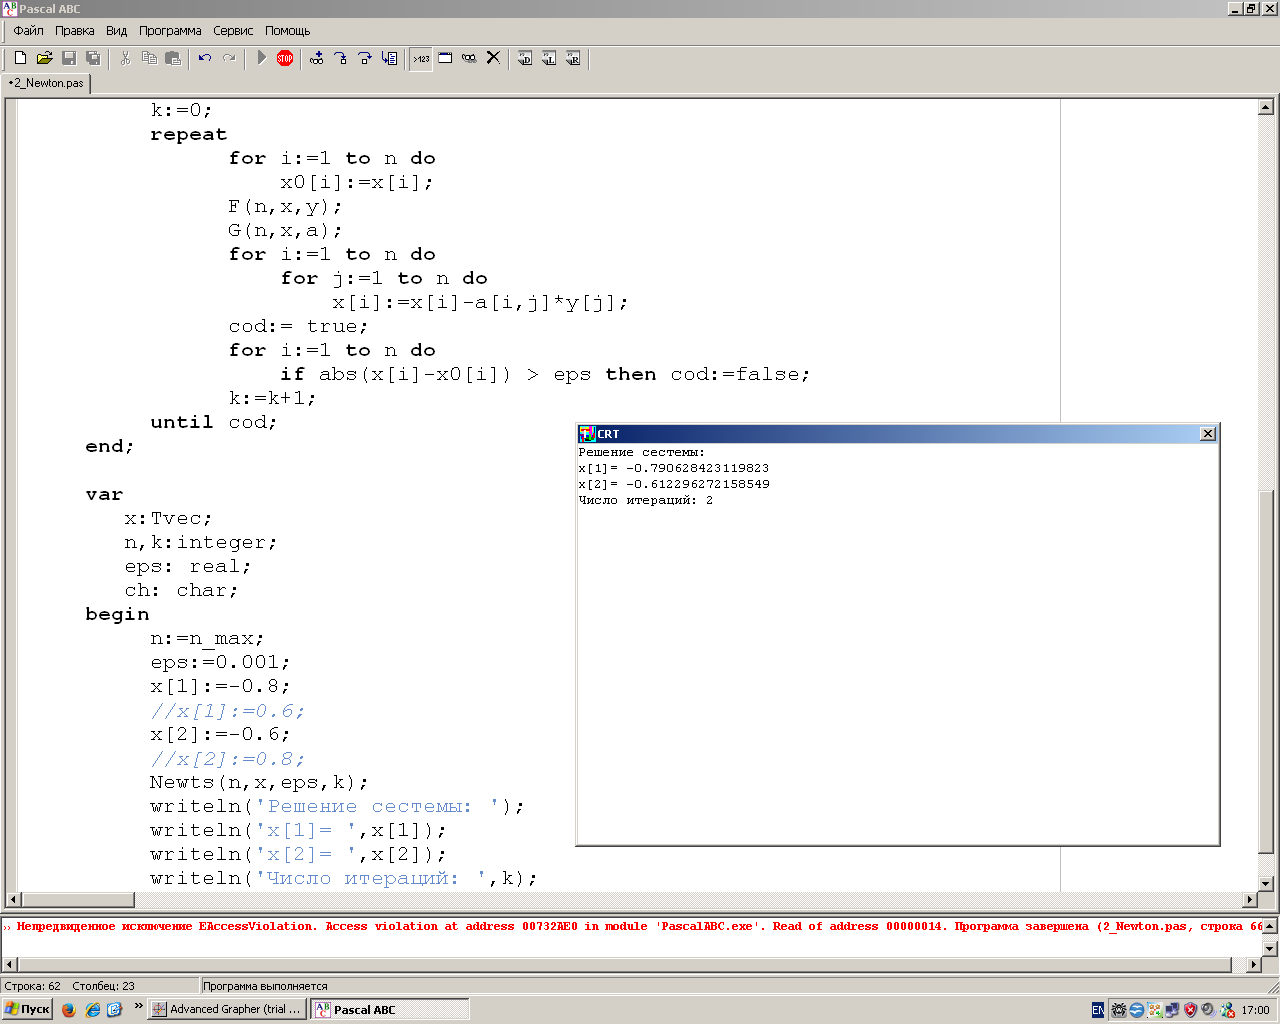 Pascal ABC
Файл Правка Вид Программа Сервис Помощь
STOP >123 D L R
•2_Newton.pas
k:=0;
repeat
for i:=1 to n do
x0[i]:=x[i];
F(n,x,y);
G(n,x,a);
for i:=1 to n do
for j:=1 to n do
x[i]:=x[i]-a[i,j]*y[j];
cod:= true;
for i:=1 to n do
if abs(x[i]-x0[i]) > eps then cod:=false;
k:=k+1;
until cod;
end;
var
x:Tvec;
n,k:integer;
eps: real;
ch: char;
begin
n:=n_max;
eps:=0.001;
x[1]:=-0.8;
//x[1]:=0.6;
x[2]:=-0.6;
//x[2]:=0.8;
Newts(n,x,eps,k);
writeln('Решение сестемы: ');
writeln('x[1]= ',x[1]);
writeln('x[2]= ',x[2]);
writeln('Число итераций: ',k);
CRT
Решение сестемы:
x[1]= -0.790628423119823
x[2]= -0.612296272158549
Число итераций: 2
Непредвиденное исключение EAccessViolation. Access violation at address 00732AE0 in module 'PascalABC.exe'. Read of address 00000014. Программа завершена (2_Newton.pas, строка 66
Строка: 62 Столбец: 23 Программа выполняется
Пуск » Advanced Grapher (trial ... Pascal ABC EN 17:00